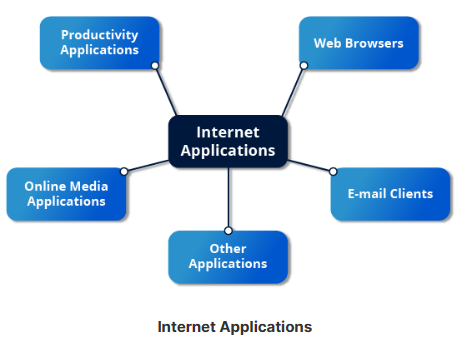 Productivity
Applications
Web Browsers
Internet
Applications
Online Media
Applications
E-mail Clients
Other
Applications
Internet Applications